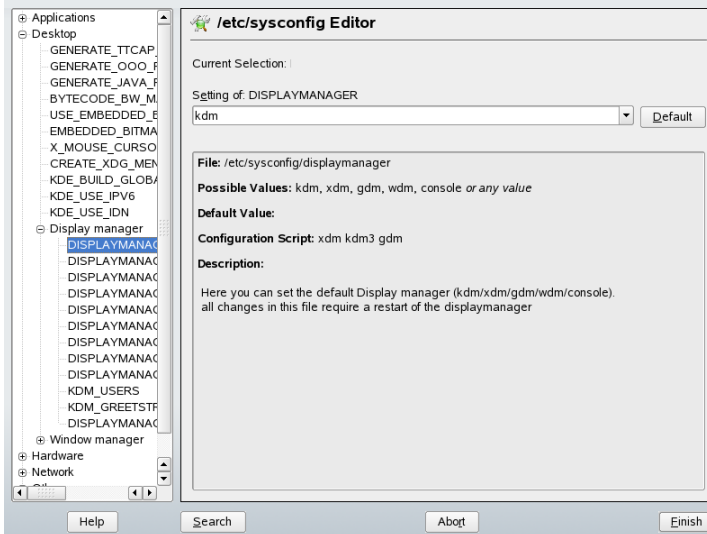 Applications
Desktop
GENERATE_TTCAP_
GENERATE_OOO_F
GENERATE_JAVA_F
BYTECODE_BW_M
USE_EMBEDDED_E
EMBEDDED_BITMA
X_MOUSE_CURSO
CREATE_XDG_MEN
KDE_BUILD_GLOBA
KDE_USE_IPV6
KDE_USE_IDN
Display manager
DISPLAYMANAG
DISPLAYMANAG
DISPLAYMANAG
DISPLAYMANAG
DISPLAYMANAG
DISPLAYMANAG
DISPLAYMANAG
DISPLAYMANAG
DISPLAYMANAG
KDM_USERS
KDM_GREETSTR
DISPLAYMANAG
Window manager
Hardware
Network
/etc/sysconfig Editor
Current Selection:
Setting of: DISPLAYMANAGER
kdm
Default
File: /etc/sysconfig/displaymanager
Possible Values: kdm, xdm, gdm, wdm, console or any value
Default Value:
Configuration Script: xdm kdm3 gdm
Description:
Here you can set the default Display manager (kdm/xdm/gdm/wdm/console).
all changes in this file require a restart of the displaymanager
Help
Search
Abort
Finish